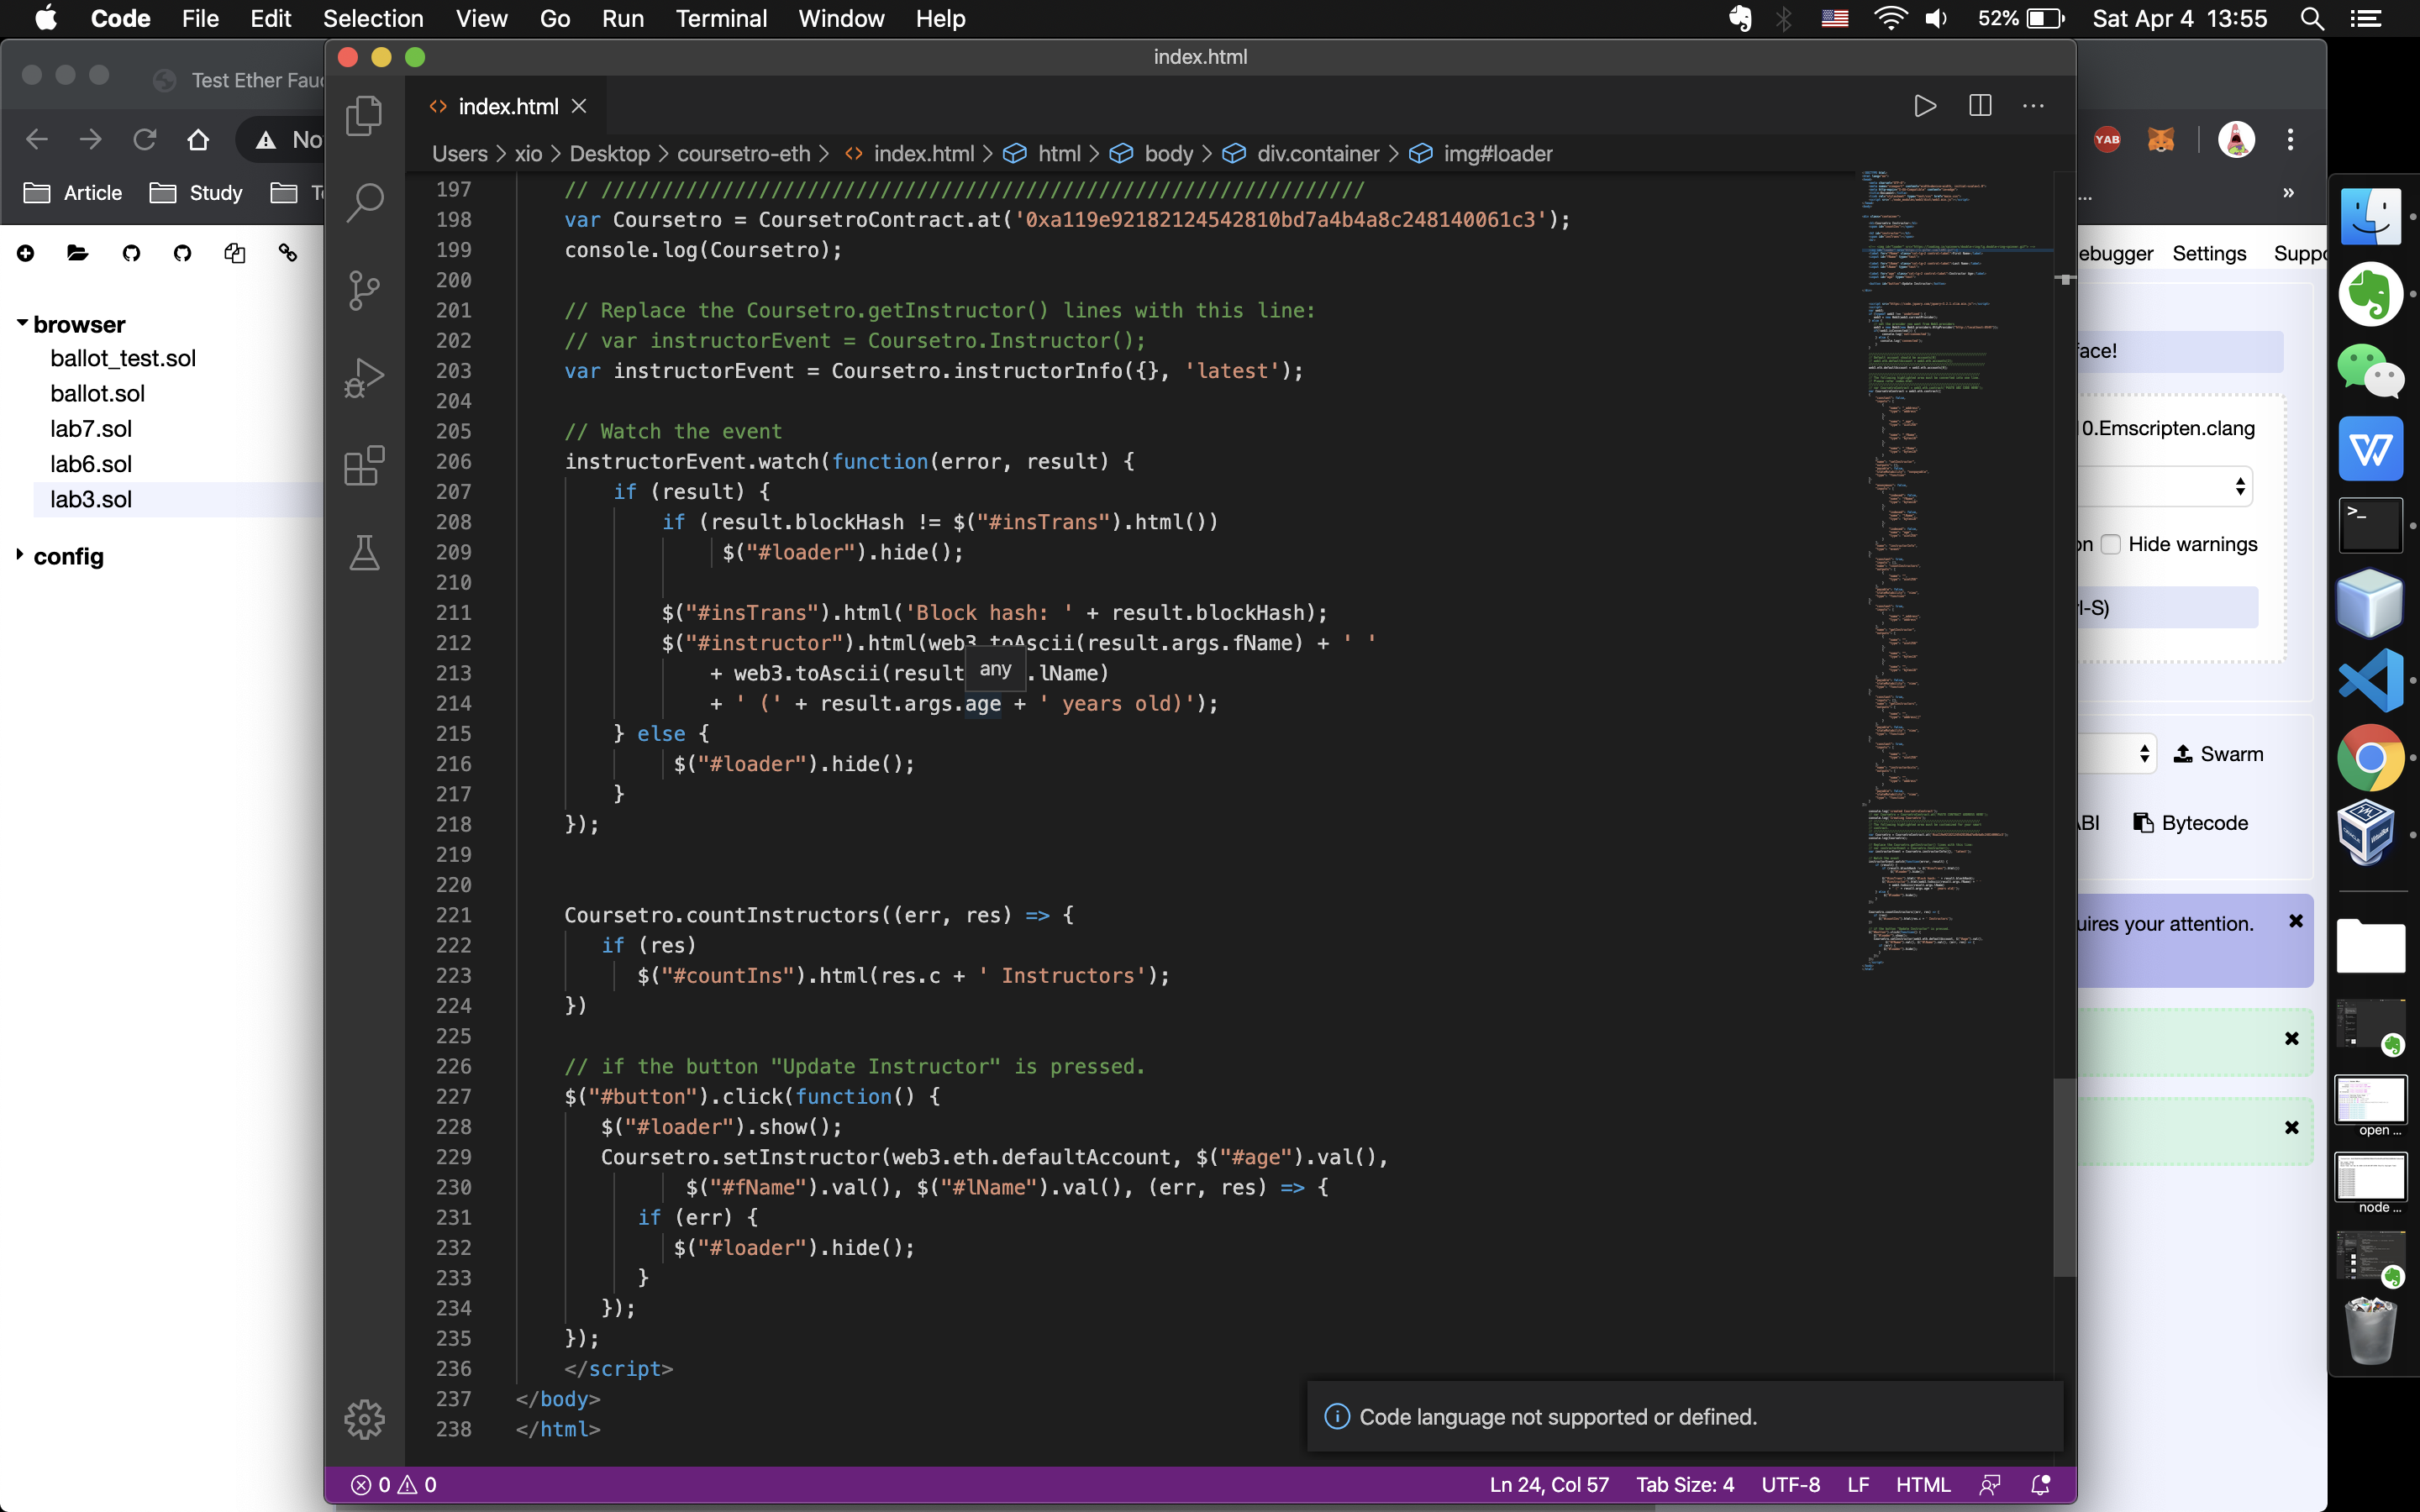 Code File Edit Selection View Go Run Terminal Window Help 52% Sat Apr 4 13:55
index.html
Test Ether Fauc
index.html
No
YAB
Users > xio > Desktop > coursetro-eth > index.html > html > body > div.container > img#loader
Article Study
...
»
197 // ///////////////////////////////////////////////////////////////
198 var Coursetro = CoursetroContract.at('0xa119e92182124542810bd7a4b4a8c248140061c3');
199 console.log(Coursetro);
200
201 // Replace the Coursetro.getInstructor() lines with this line:
202 // var instructorEvent = Coursetro.Instructor();
203 var instructorEvent = Coursetro.instructorInfo({}, 'latest');
204
205 // Watch the event
206 instructorEvent.watch(function(error, result) {
207 if (result) {
208 if (result.blockHash != $("#insTrans").html())
209 $("#loader").hide();
210
211 $("#insTrans").html('Block hash: ' + result.blockHash);
212 $("#instructor").html(web3.toAscii(result.args.fName) + ' '
any
213 + web3.toAscii(result .lName)
214 + ' (' + result.args.age + ' years old)');
215 } else {
216 $("#loader").hide();
217 }
218 });
219
220
221 Coursetro.countInstructors((err, res) => {
222 if (res)
223 $("#countIns").html(res.c + ' Instructors');
224 })
225
226 // if the button "Update Instructor" is pressed.
227 $("#button").click(function() {
228 $("#loader").show();
229 Coursetro.setInstructor(web3.eth.defaultAccount, $("#age").val(),
230 $("#fName").val(), $("#lName").val(), (err, res) => {
231 if (err) {
232 $("#loader").hide();
233 }
234 });
235 });
236 </script>
237 </body>
238 </html>
browser
ballot_test.sol
ballot.sol
lab7.sol
lab6.sol
lab3.sol
config
ebugger Settings Suppo
face!
0.Emscripten.clang
on Hide warnings
rl-S)
Swarm
ABI Bytecode
uires your attention.
open ...
node ...
Code language not supported or defined.
0 0 Ln 24, Col 57 Tab Size: 4 UTF-8 LF HTML